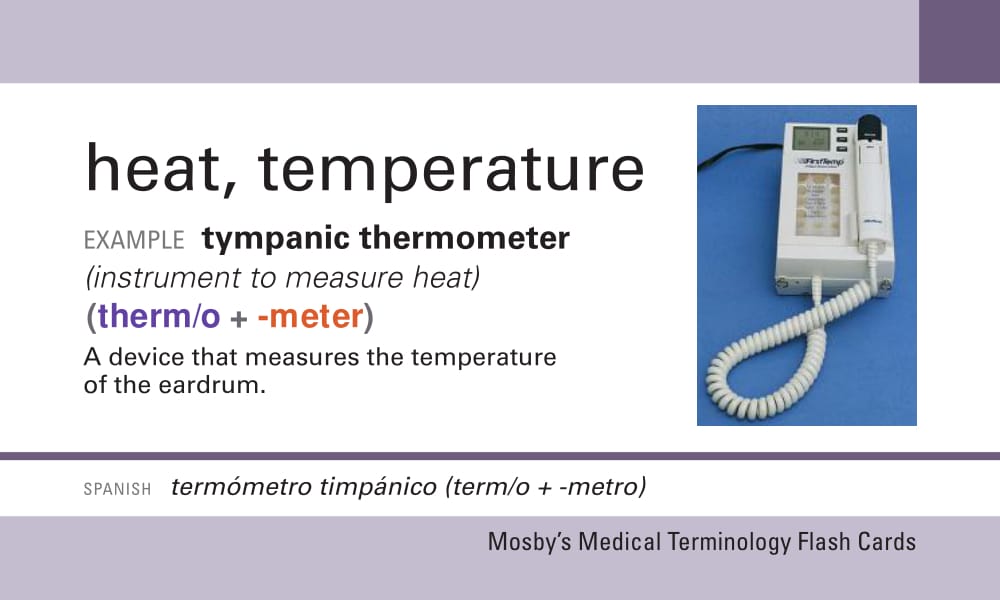 heat, temperature
EXAMPLE tympanic thermometer
(instrument to measure heat)
(therm/o + -meter)
A device that measures the temperature
of the eardrum.
FirstTemp
SPANISH termómetro timpánico (term/o + -metro)
Mosby's Medical Terminology Flash Cards